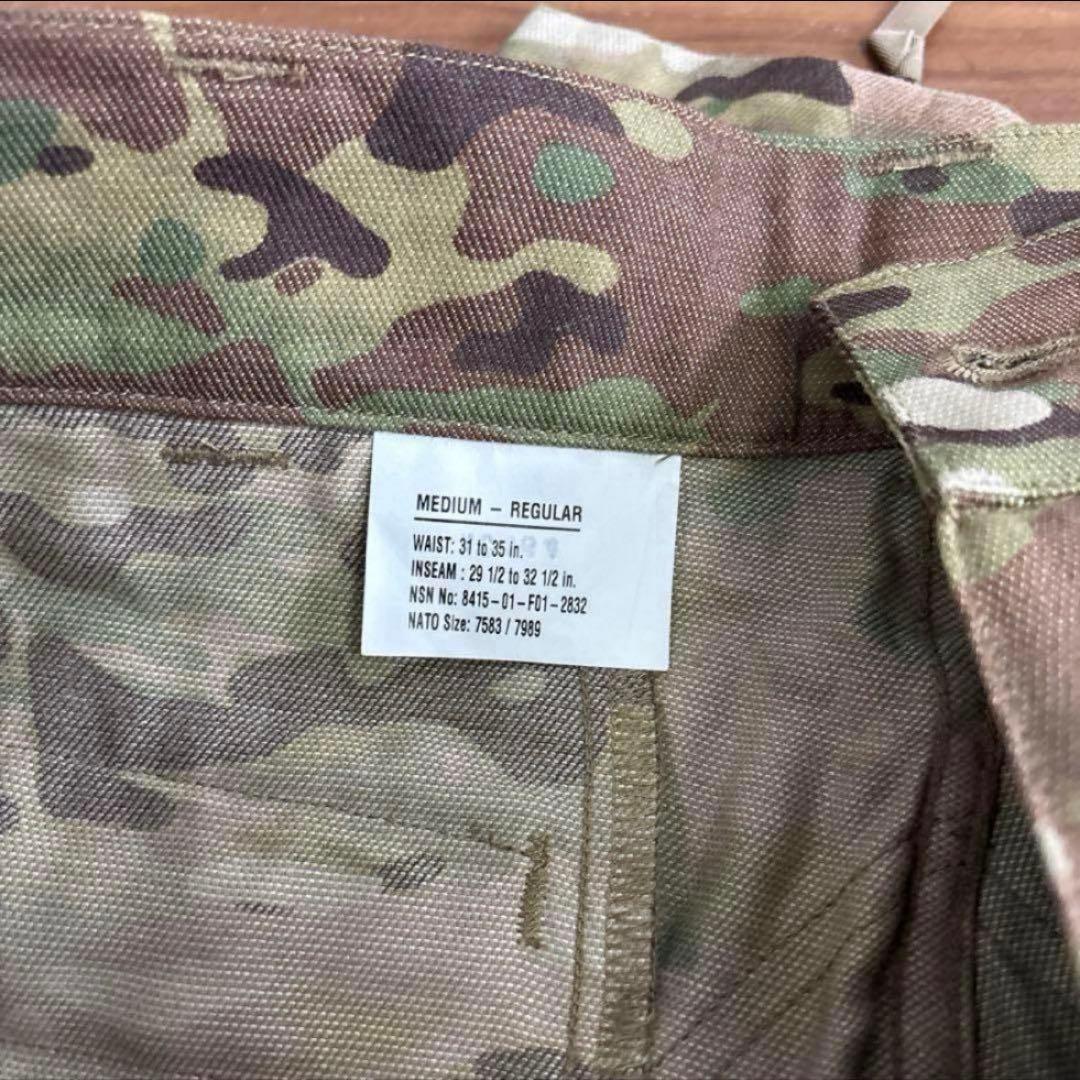 MEDIUM – REGULAR
WAIST: 31 to 35 in.
INSEAM : 29 1/2 to 32 1/2 in.
NSN No: 8415-01-F01-2832
NATO Size: 7583 / 7989